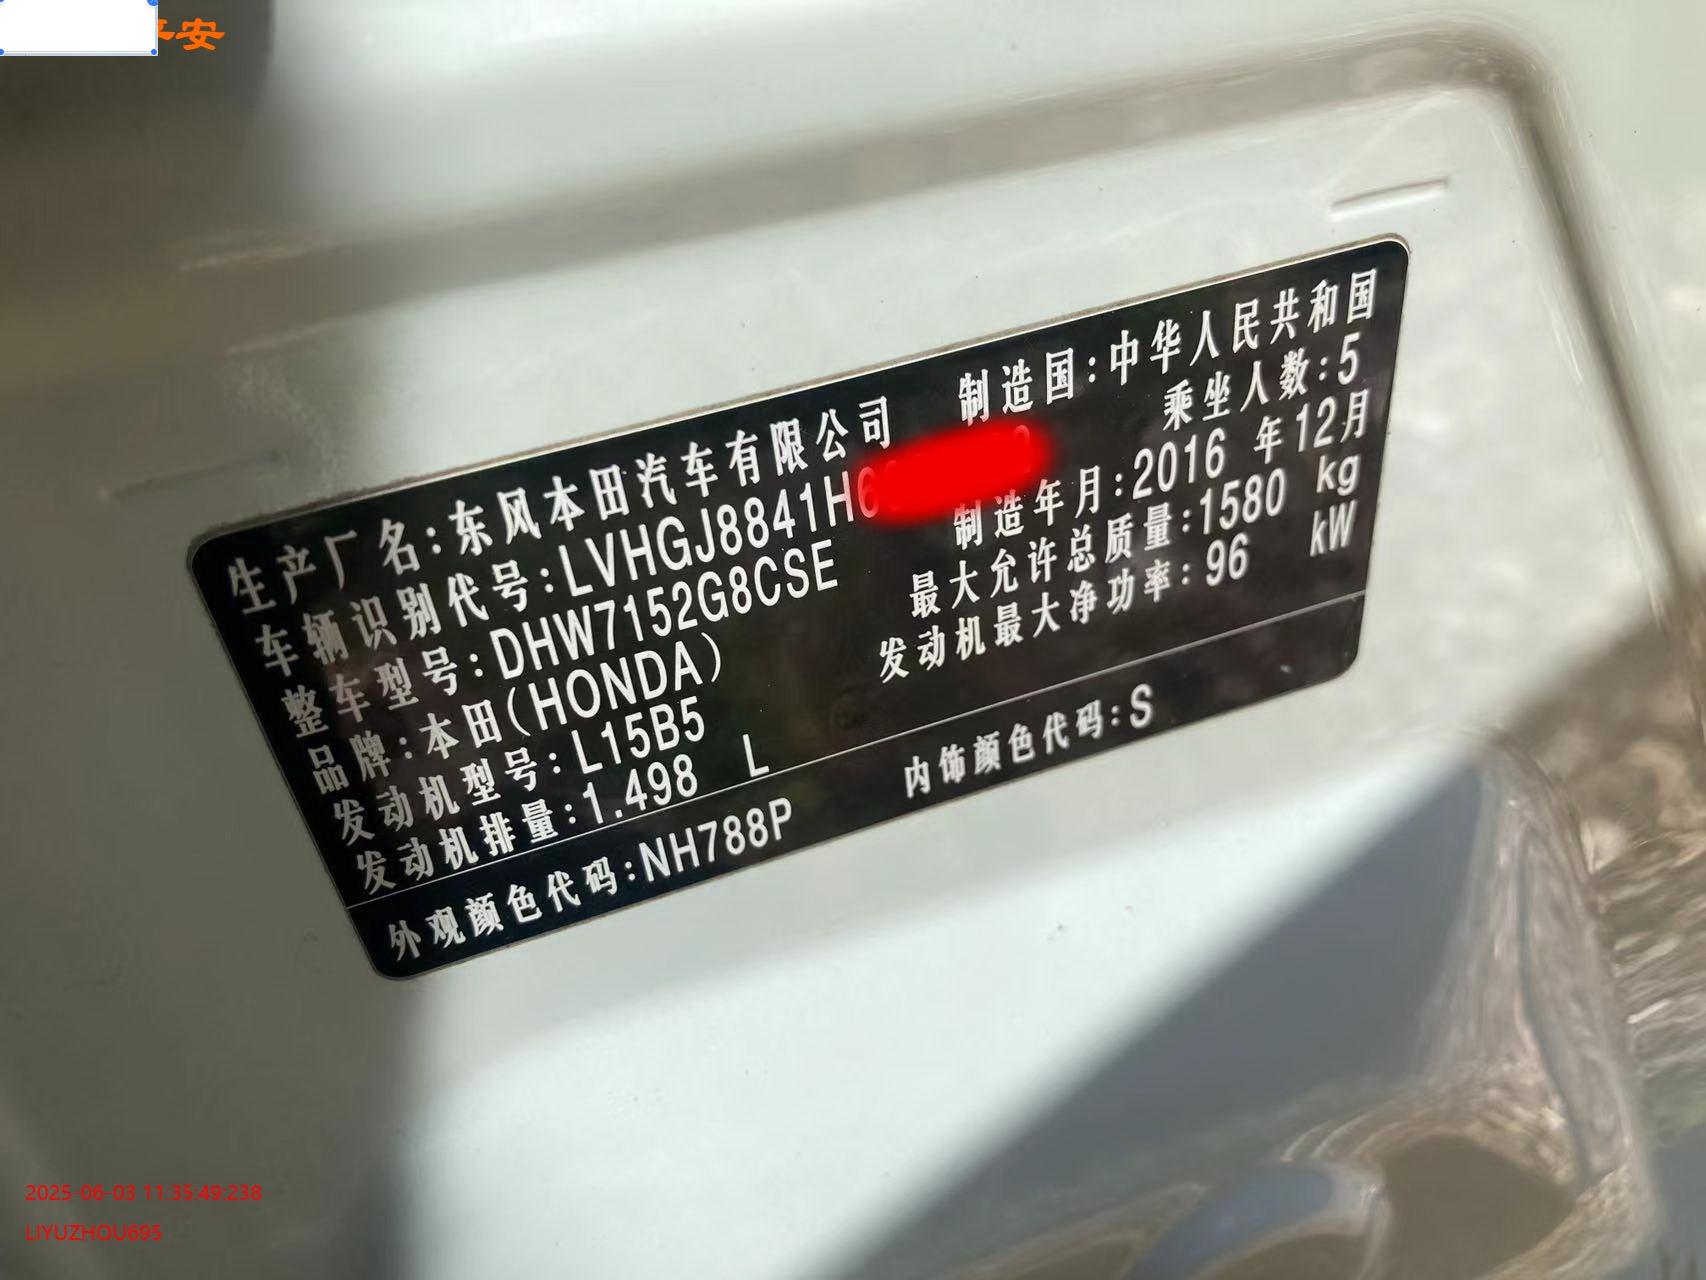 安
生产厂名:东风本田汽车有限公司 制造国:中华人民共和国
车辆识别代号:LVHGJ8841H6 乘坐人数:5
整车型号:DHW7152G8CSE 制造年月:2016 年12月
品牌:本田(HONDA) 最大允许总质量:1580 kg
发动机型号:L15B5 发动机最大净功率:96 kW
发动机排量:1.498 L
外观颜色代码:NH788P 内饰颜色代码:S
2025-06-03 11:35:49:238
LIYUZHOU695